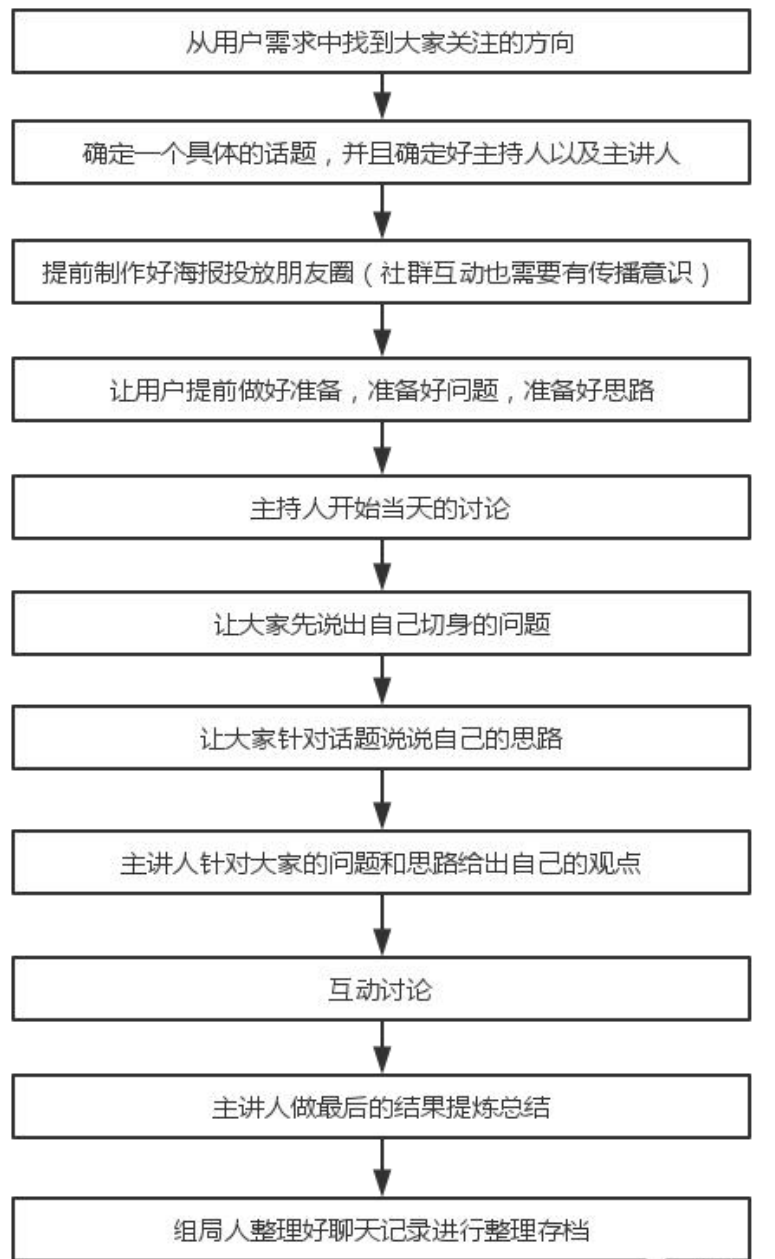 从用户需求中找到大家关注的方向
确定一个具体的话题，并且确定好主持人以及主讲人
提前制作好海报投放朋友圈（社群互动也需要有传播意识）
让用户提前做好准备，准备好问题，准备好思路
主持人开始当天的讨论
让大家先说出自己切身的问题
让大家针对话题说说自己的思路
主讲人针对大家的问题和思路给出自己的观点
互动讨论
主讲人做最后的结果提炼总结
组局人整理好聊天记录进行整理存档